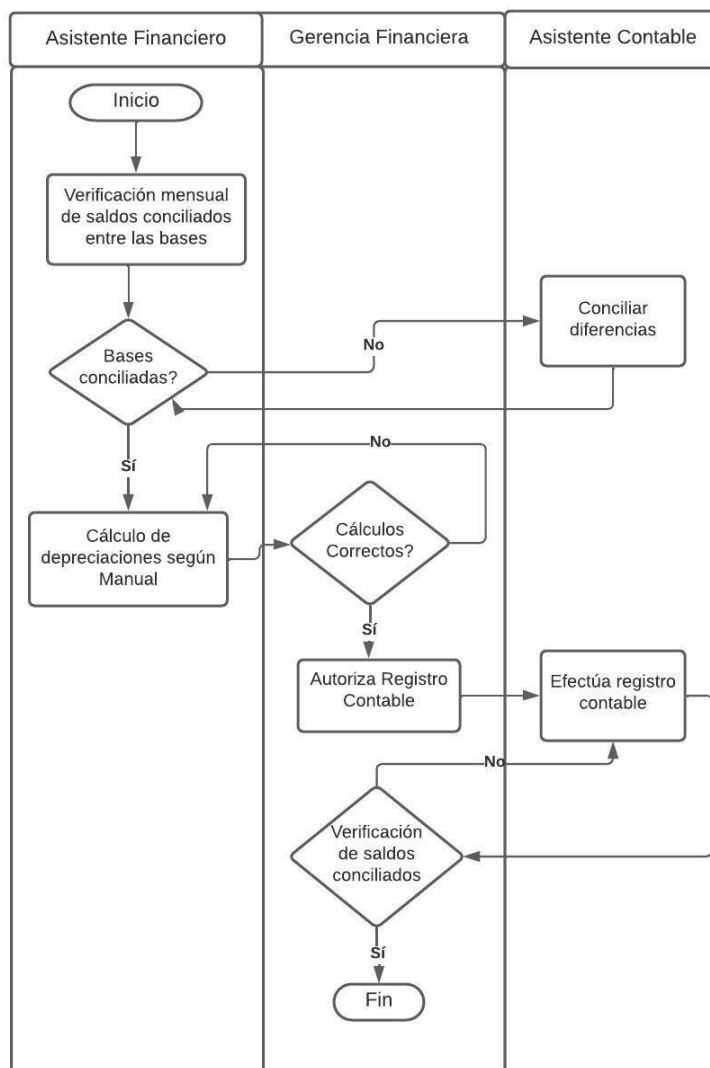 Asistente Financiero
Gerencia Financiera
Asistente Contable
Inicio
Verificación mensual
de saldos conciliados
entre las bases
Conciliar
diferencias
No
Bases
conciliadas?
No
Sí
Cálculo de
depreciaciones según
Manual
Cálculos
Correctos?
Sí
Autoriza Registro
Contable
Efectúa registro
contable
No
Verificación
de saldos
conciliados
Sí
Fin